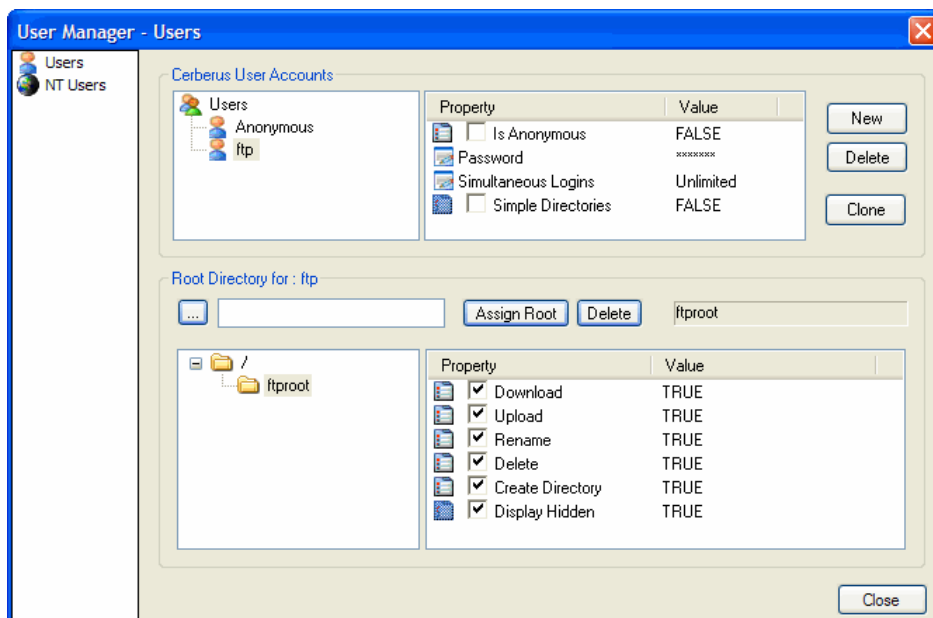 User Manager - Users
Users
NT Users
Cerberus User Accounts
Users
Anonymous
ftp
Property Value
Is Anonymous FALSE
Password xxxxxxx
Simultaneous Logins Unlimited
Simple Directories FALSE
New
Delete
Clone
Root Directory for : ftp
... Assign Root Delete ftproot
/
ftproot
Property Value
Download TRUE
Upload TRUE
Rename TRUE
Delete TRUE
Create Directory TRUE
Display Hidden TRUE
Close